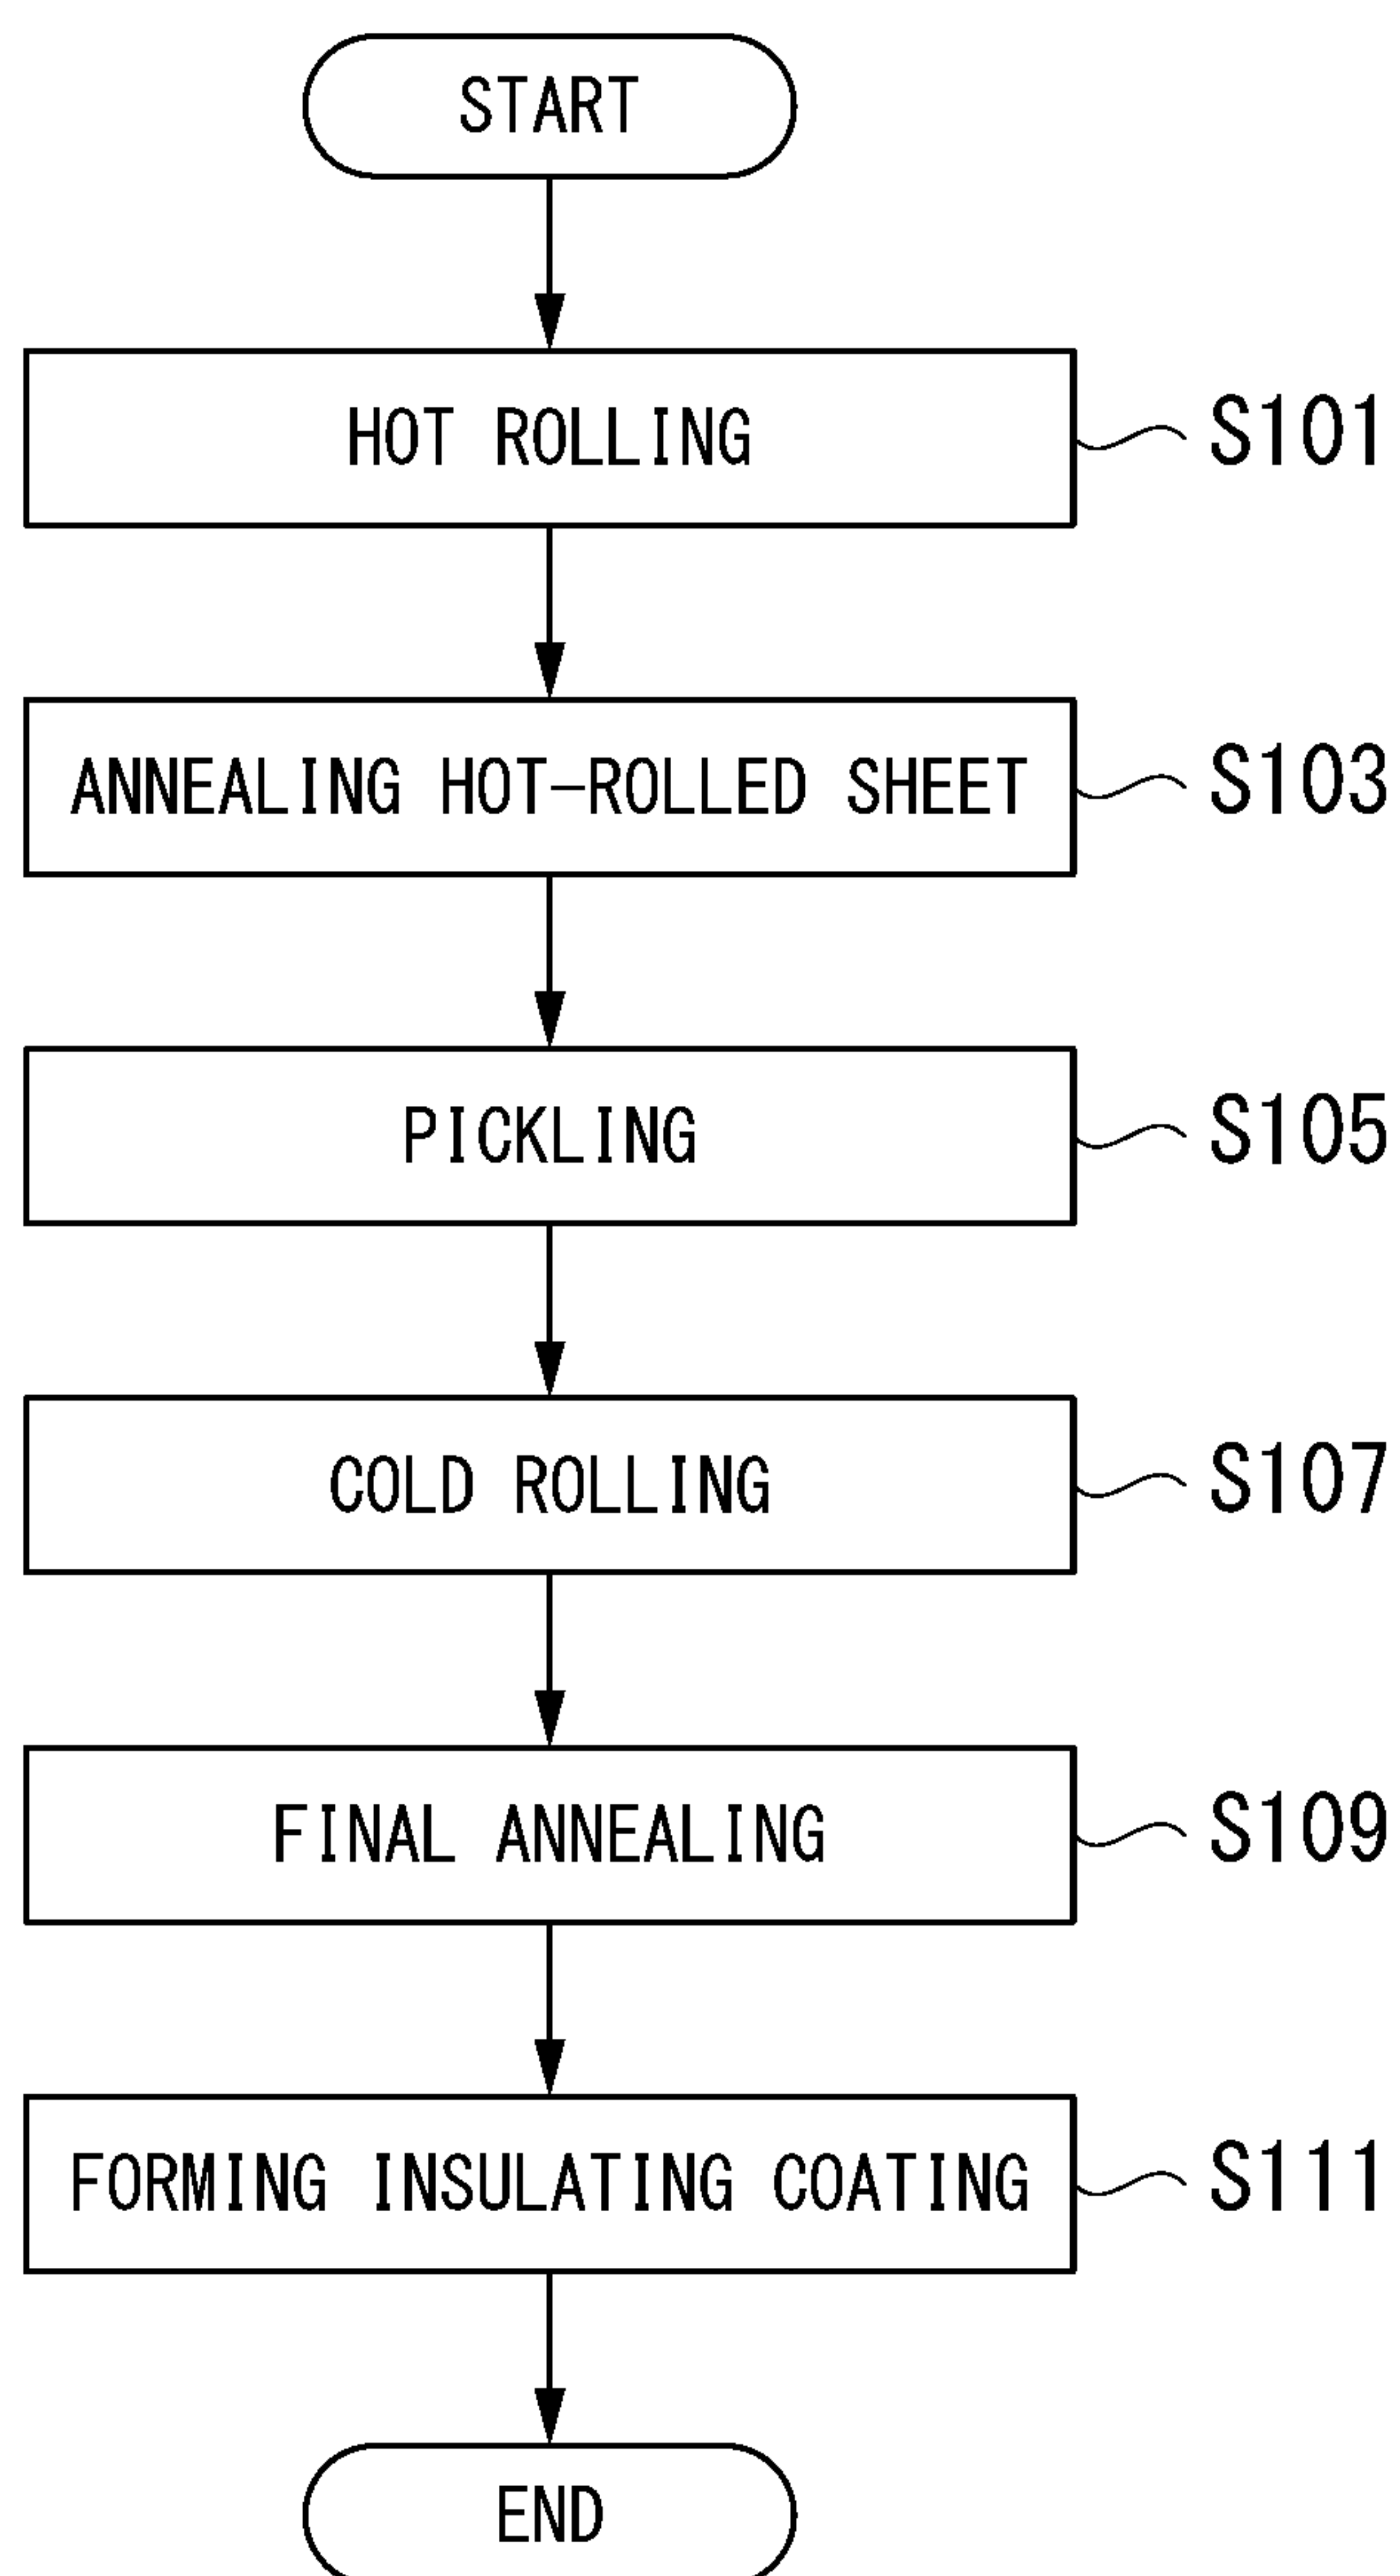 START
HOT ROLLING S101
ANNEALING HOT-ROLLED SHEET S103
PICKLING S105
COLD ROLLING S107
FINAL ANNEALING S109
FORMING INSULATING COATING S111
END